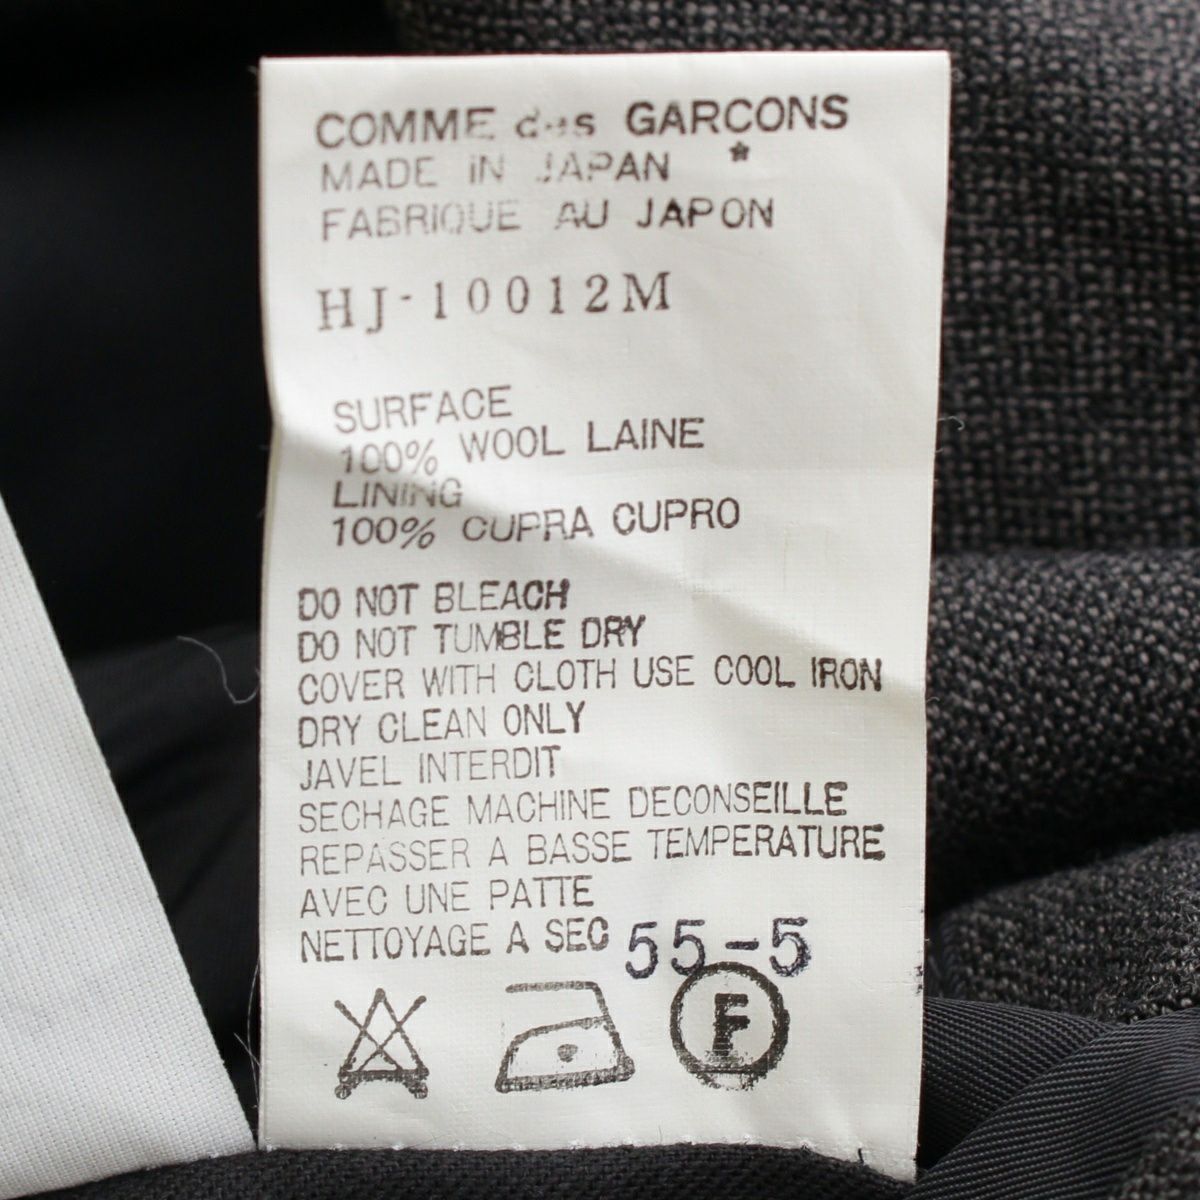 COMME des GARCONS
MADE IN JAPAN *
FABRIQUE AU JAPON
HJ-10012M
SURFACE
100% WOOL LAINE
LINING
100% CUPRA CUPRO
DO NOT BLEACH
DO NOT TUMBLE DRY
COVER WITH CLOTH USE COOL IRON
DRY CLEAN ONLY
JAVEL INTERDIT
SECHAGE MACHINE DECONSEILLE
REPASSER A BASSE TEMPERATURE
AVEC UNE PATTE
NETTOYAGE A SEC 55-5
F